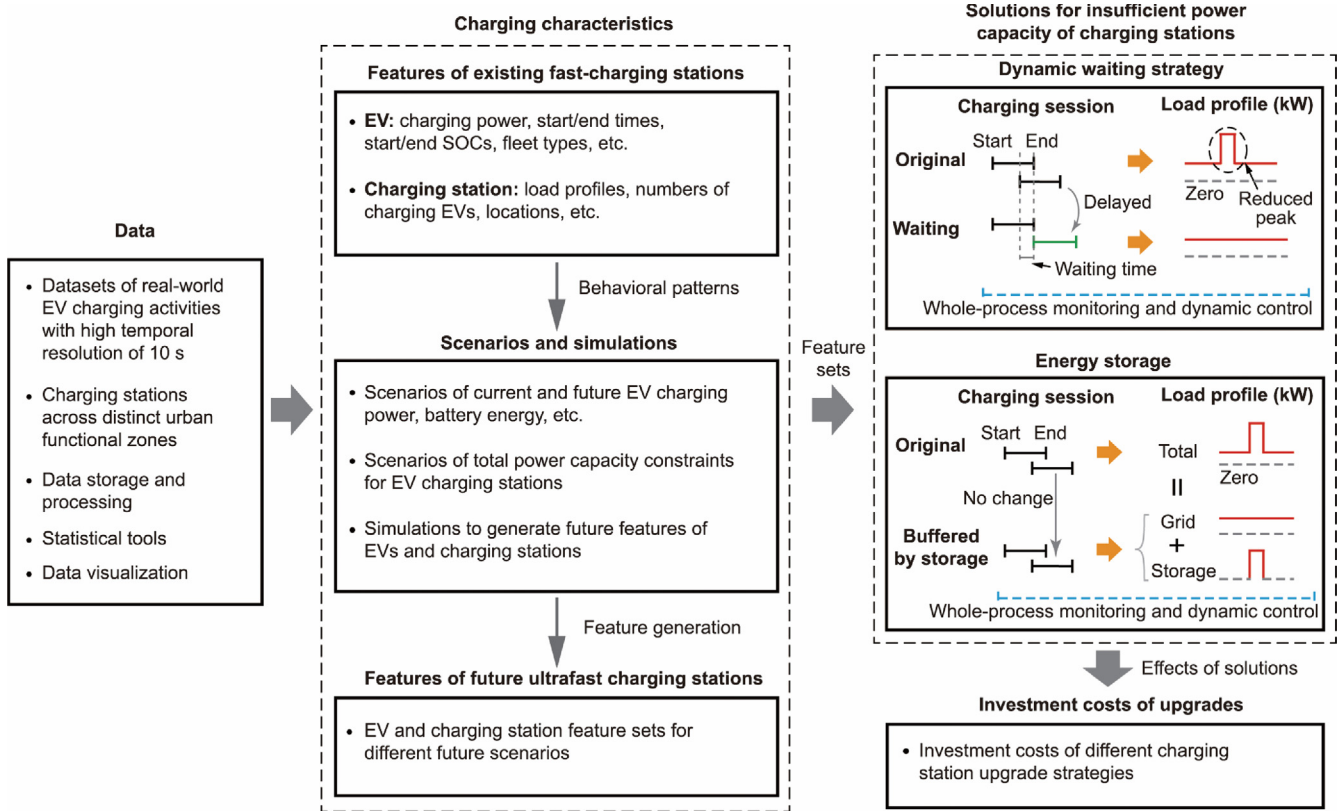 Data
• Datasets of real-world
EV charging activities
with high temporal
resolution of 10 s
• Charging stations
across distinct urban
functional zones
• Data storage and
processing
• Statistical tools
• Data visualization
Charging characteristics
Features of existing fast-charging stations
• EV: charging power, start/end times,
start/end SOCs, fleet types, etc.
• Charging station: load profiles, numbers of
charging EVs, locations, etc.
Behavioral patterns
Scenarios and simulations
• Scenarios of current and future EV charging
power, battery energy, etc.
• Scenarios of total power capacity constraints
for EV charging stations
• Simulations to generate future features of
EVs and charging stations
Feature generation
Features of future ultrafast charging stations
• EV and charging station feature sets for
different future scenarios
Feature
sets
Solutions for insufficient power
capacity of charging stations
Dynamic waiting strategy
Charging session
Load profile (kW)
Start
End
Original
Zero
Reduced
peak
Delayed
Waiting
Waiting time
Whole-process monitoring and dynamic control
Energy storage
Charging session
Load profile (kW)
Original
Start
End
Total
Zero
=
No change
Grid
Buffered
by storage
+
Storage
Whole-process monitoring and dynamic control
Effects of solutions
Investment costs of upgrades
• Investment costs of different charging
station upgrade strategies